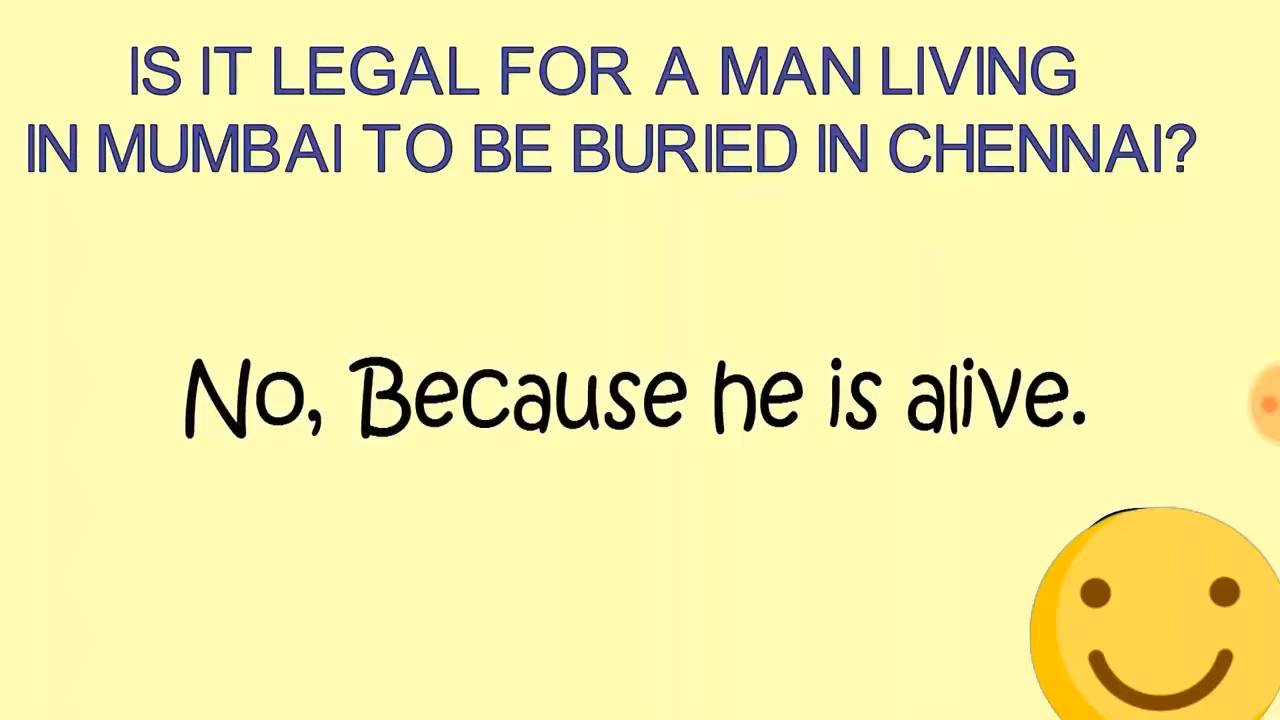 IS IT LEGAL FOR A MAN LIVING
IN MUMBAI TO BE BURIED IN CHENNAI?
No, Because he is alive.